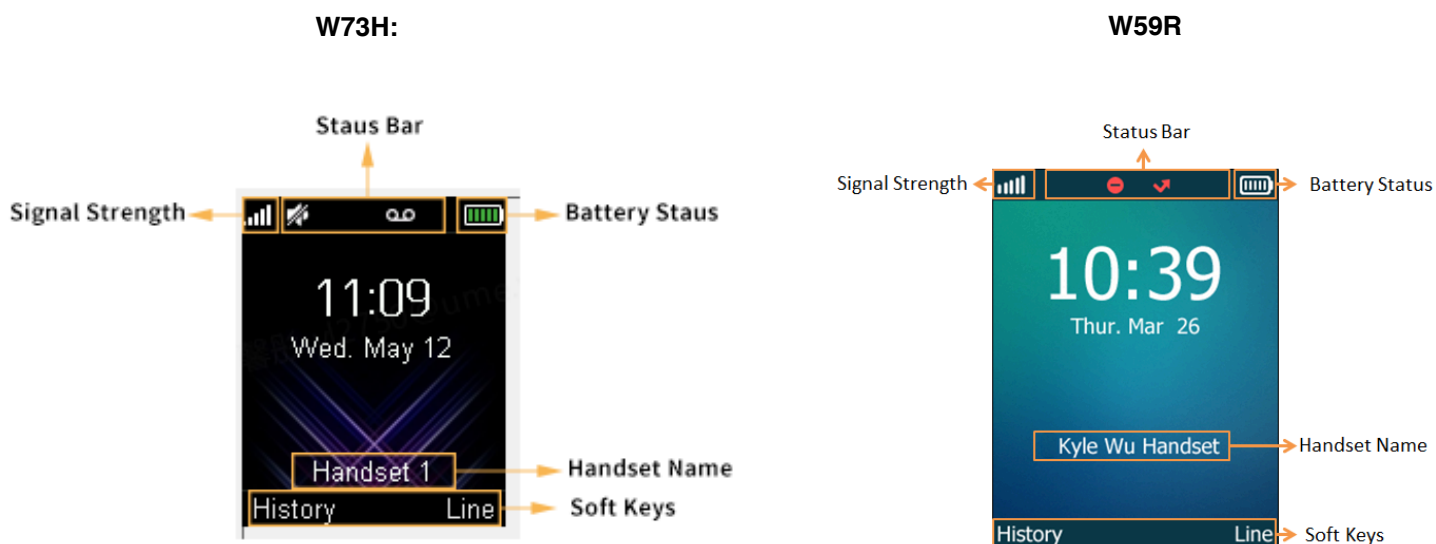 W73H:
Staus Bar
Signal Strength
Battery Staus
11:09
Wed. May 12
Handset 1
Handset Name
History Line
Soft Keys
W59R
Status Bar
Signal Strength
Battery Status
10:39
Thur. Mar 26
Kyle Wu Handset
Handset Name
History Line
Soft Keys